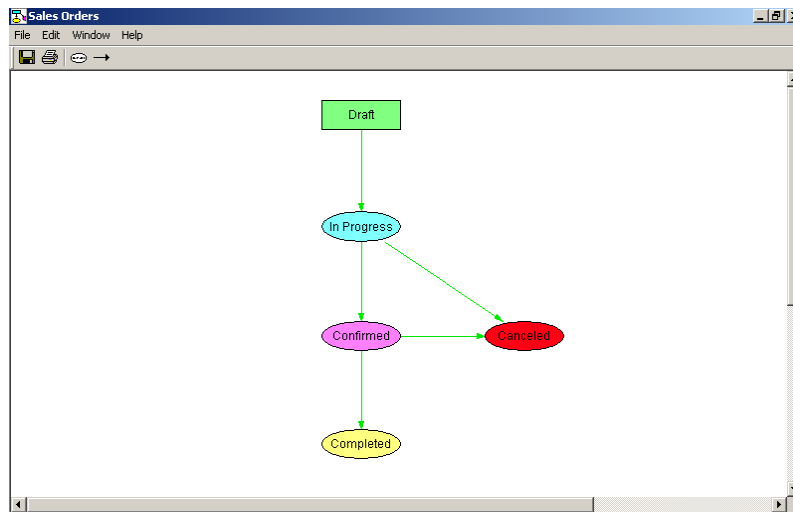 Sales Orders
File Edit Window Help
Draft
In Progress
Confirmed
Canceled
Completed